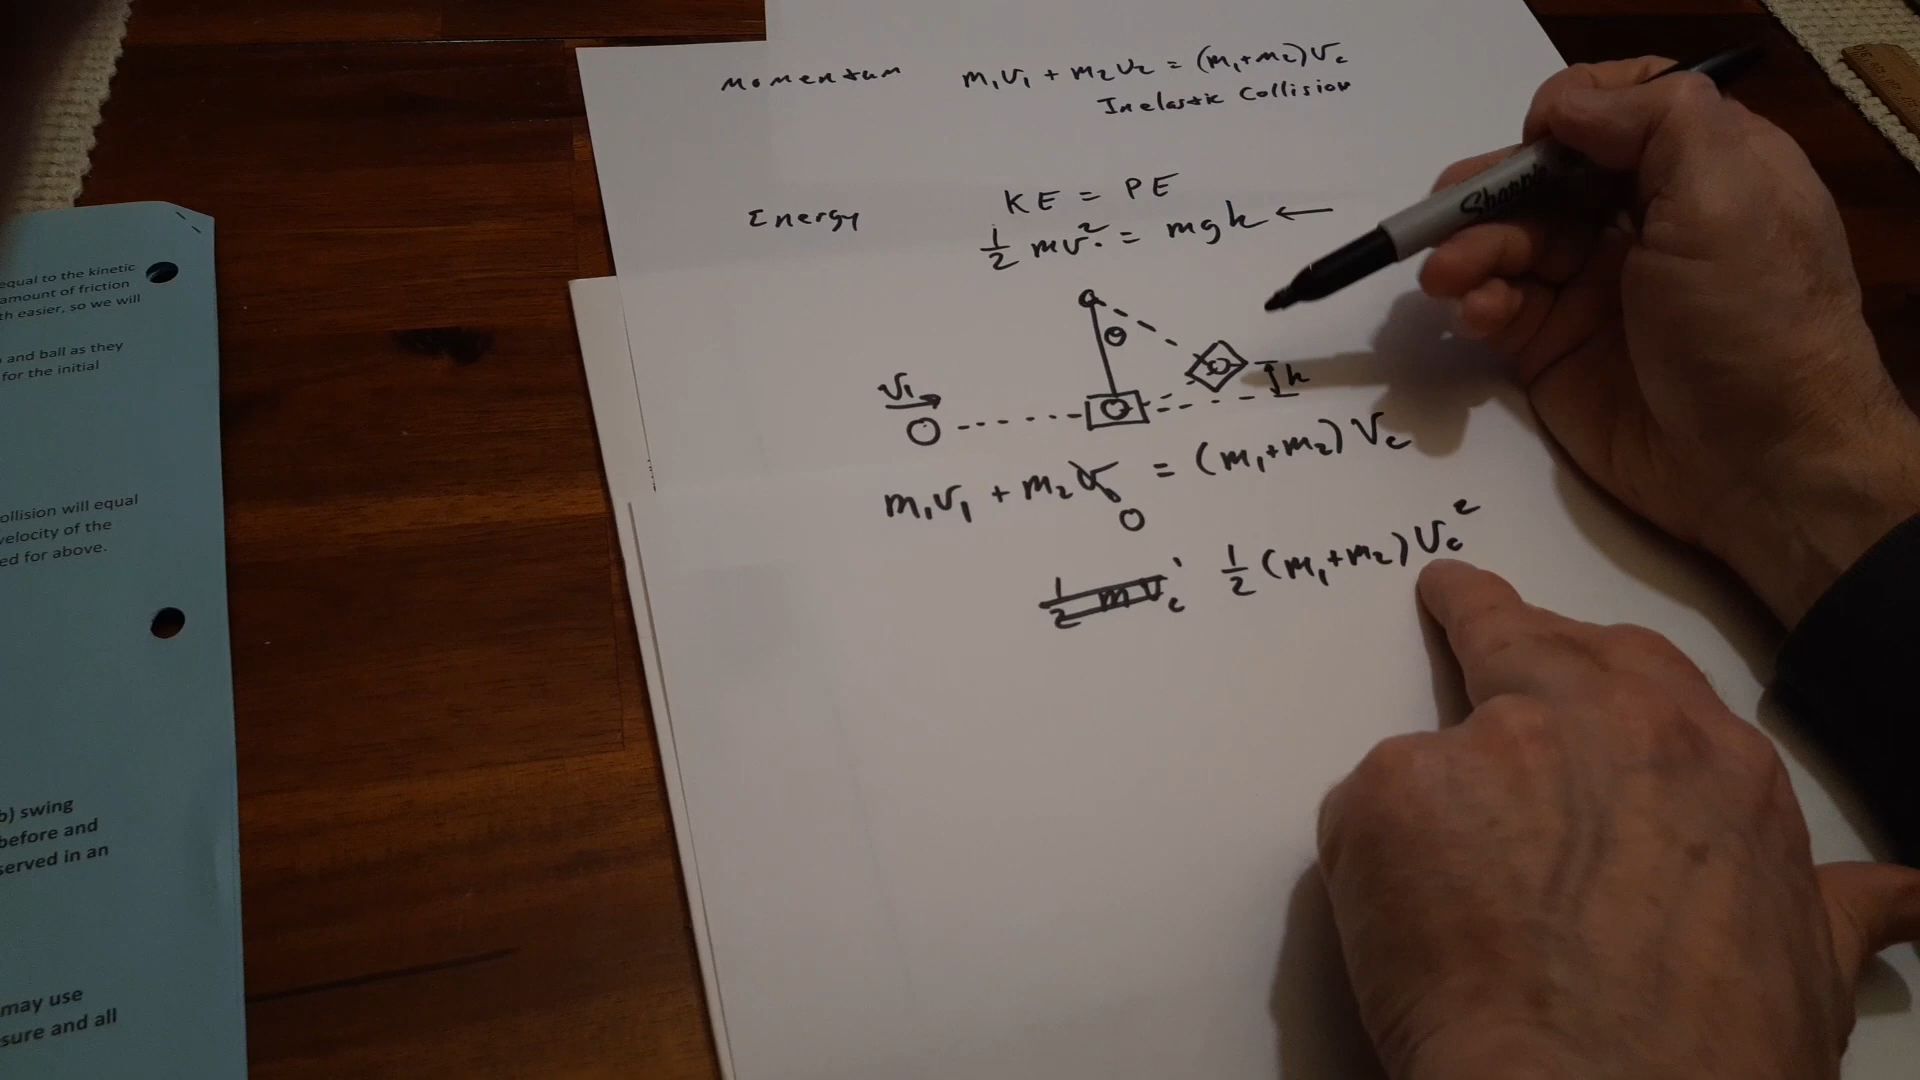 momentum m₁v₁ + m₂v₂ = (m₁+m₂)Vc
Inelastic Collision
Energy KE = PE
½ mv² = mgh ←
θ
h
v₁
m₁v₁ + m₂v₂ = (m₁+m₂)Vc
0
½ m Vc ½ (m₁+m₂) Vc²
Sharpie
equal to the kinetic
amount of friction
easier, so we will
and ball as they
for the initial
ollision will equal
velocity of the
ed for above.
b) swing
before and
served in an
may use
sure and all